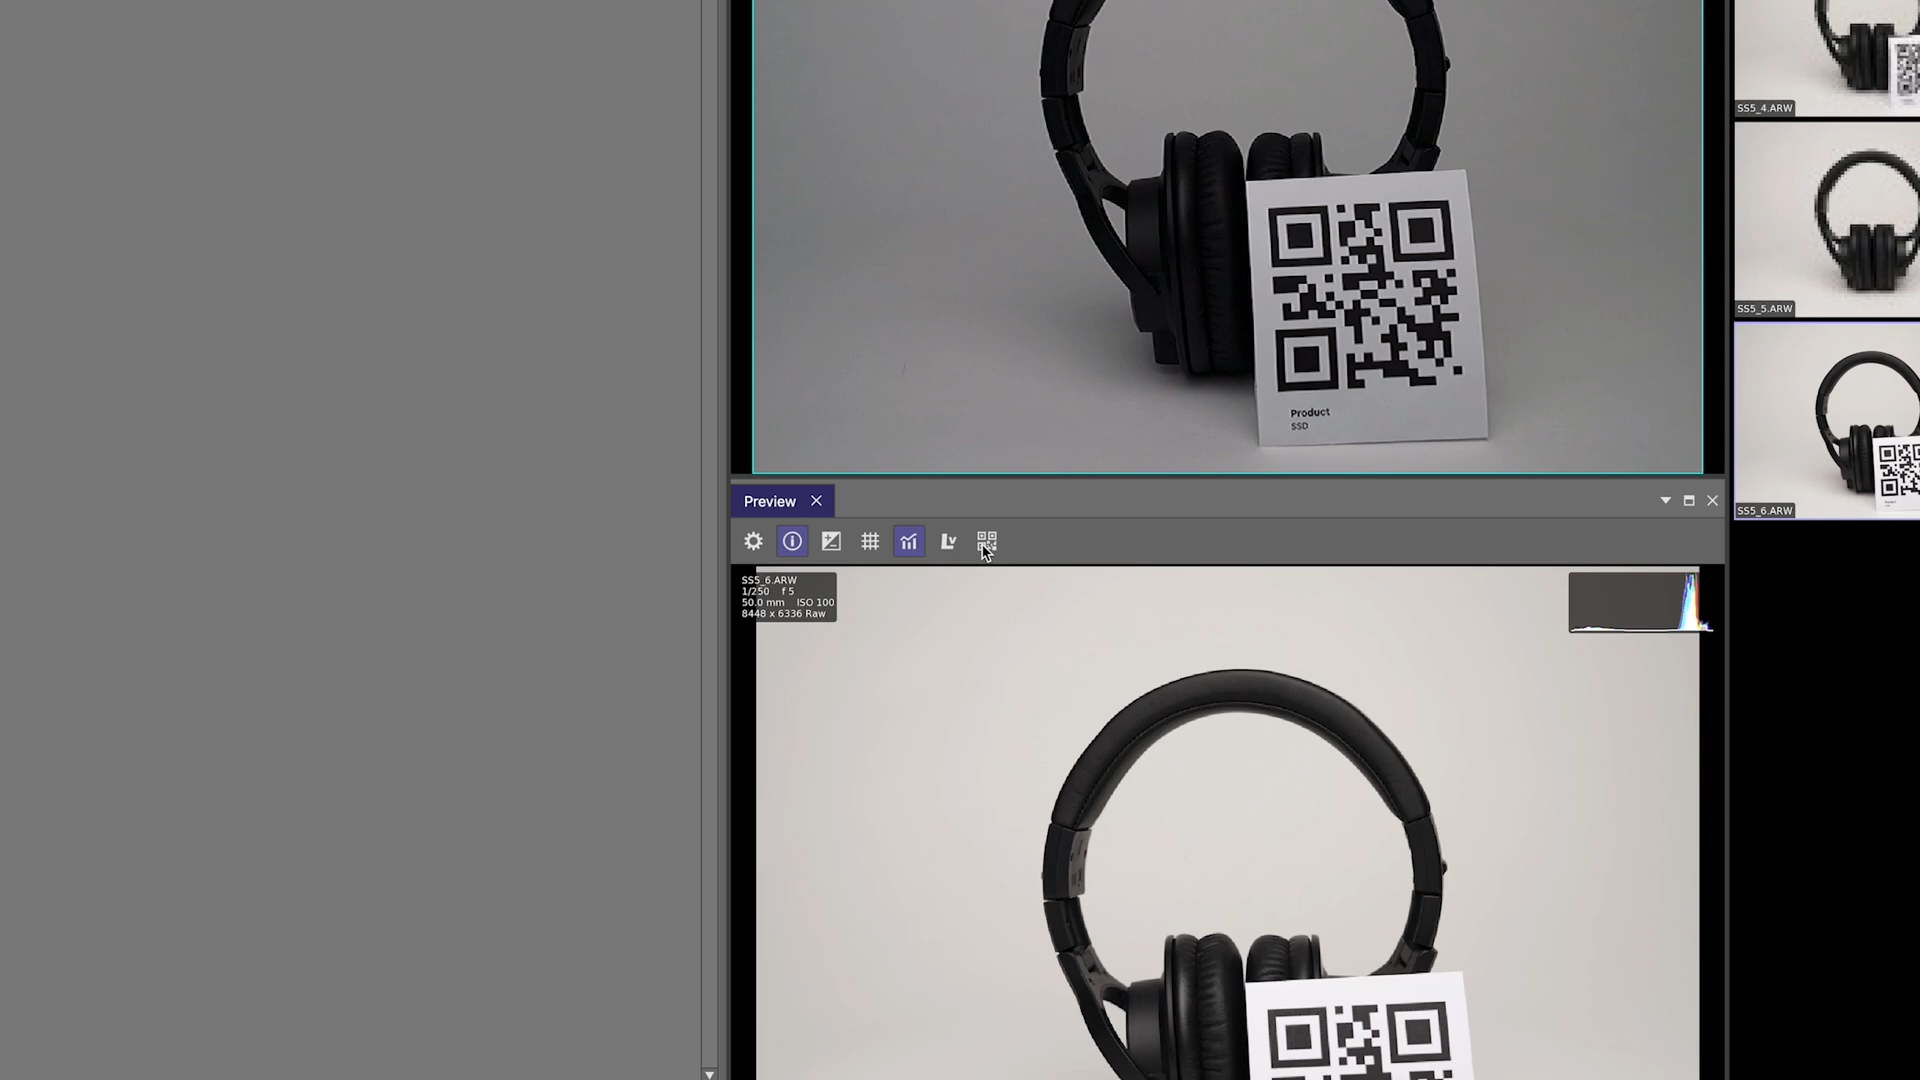 Product
SSD
SS5_4.ARW
SS5_5.ARW
SS5_6.ARW
Preview
Lv
SS5_6.ARW
1/250 f 5
50.0 mm ISO 100
8448 x 6336 Raw